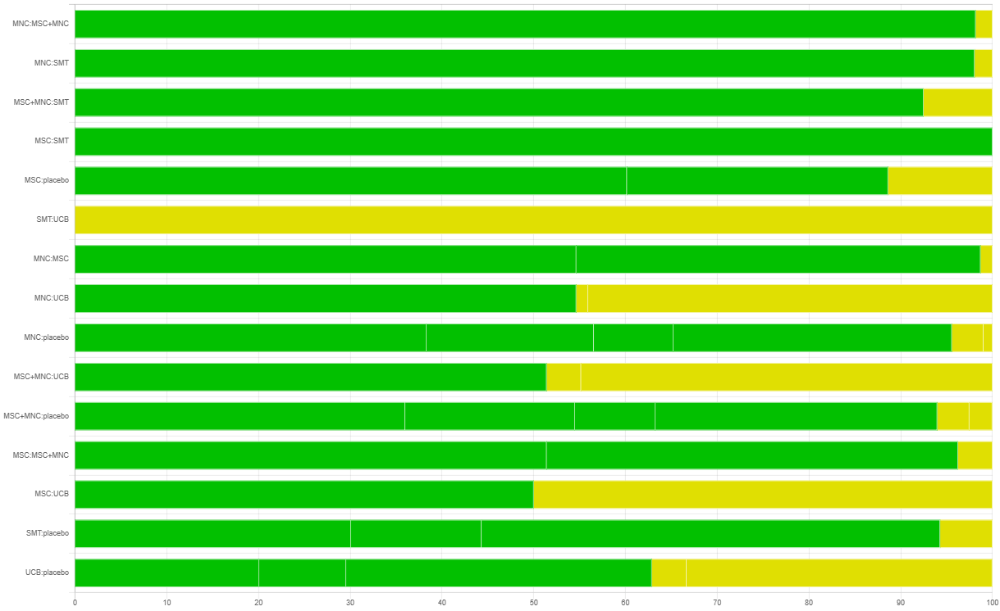 MNC:MSC+MNC
MNC:SMT
MSC+MNC:SMT
MSC:SMT
MSC:placebo
SMT:UCB
MNC:MSC
MNC:UCB
MNC:placebo
MSC+MNC:UCB
MSC+MNC:placebo
MSC:MSC+MNC
MSC:UCB
SMT:placebo
UCB:placebo
0 10 20 30 40 50 60 70 80 90 100